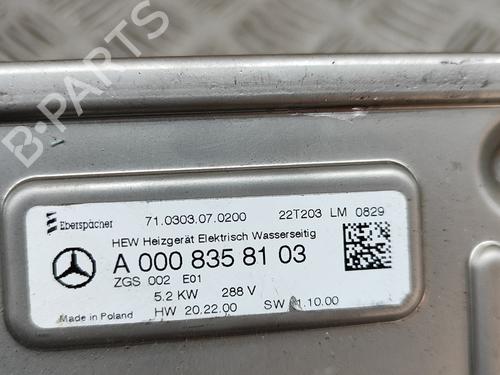 B-PARTS
Eberspächer 71.0303.07.0200 22T203 LM 0829
HEW Heizgerät Elektrisch Wasserseitig
A 000 835 81 03
ZGS 002 E01
5.2 KW 288 V
Made in Poland HW 20.22.00 SW .10.00